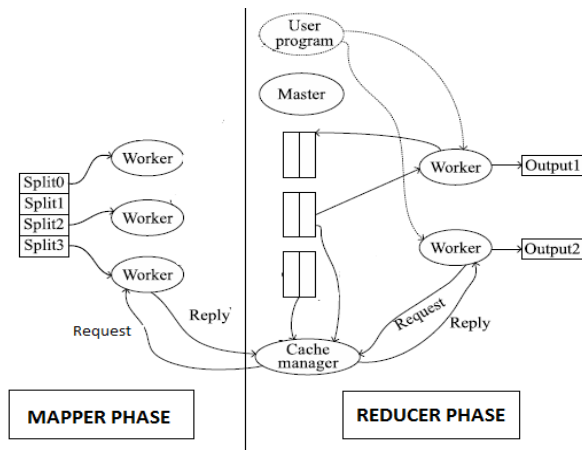 User
program
Master
Worker
Split0
Split1
Split2
Split3
Worker
Worker
Worker
Output1
Worker
Output2
Request
Reply
Cache
manager
Request
Reply
MAPPER PHASE
REDUCER PHASE